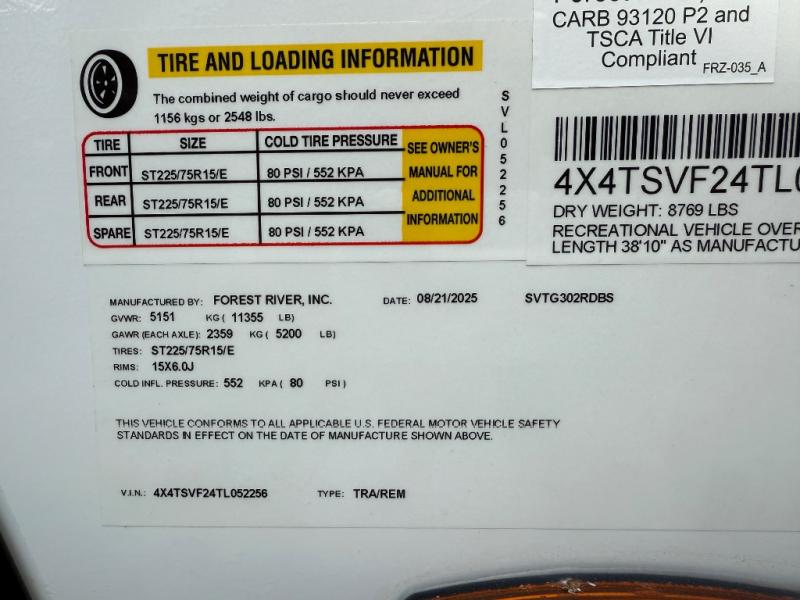 CARB 93120 P2 and
TSCA Title VI
Compliant FRZ-035_A
TIRE AND LOADING INFORMATION
The combined weight of cargo should never exceed
1156 kgs or 2548 lbs.
TIRE SIZE COLD TIRE PRESSURE SEE OWNER'S
FRONT ST225/75R15/E 80 PSI / 552 KPA MANUAL FOR
REAR ST225/75R15/E 80 PSI / 552 KPA ADDITIONAL
SPARE ST225/75R15/E 80 PSI / 552 KPA INFORMATION
SVL052256
4X4TSVF24TL0
DRY WEIGHT: 8769 LBS
RECREATIONAL VEHICLE OVER
LENGTH 38'10" AS MANUFACTU
MANUFACTURED BY: FOREST RIVER, INC. DATE: 08/21/2025 SVTG302RDBS
GVWR: 5151 KG ( 11355 LB)
GAWR (EACH AXLE): 2359 KG ( 5200 LB)
TIRES: ST225/75R15/E
RIMS: 15X6.0J
COLD INFL. PRESSURE: 552 KPA ( 80 PSI )
THIS VEHICLE CONFORMS TO ALL APPLICABLE U.S. FEDERAL MOTOR VEHICLE SAFETY
STANDARDS IN EFFECT ON THE DATE OF MANUFACTURE SHOWN ABOVE.
V.I.N.: 4X4TSVF24TL052256 TYPE: TRA/REM